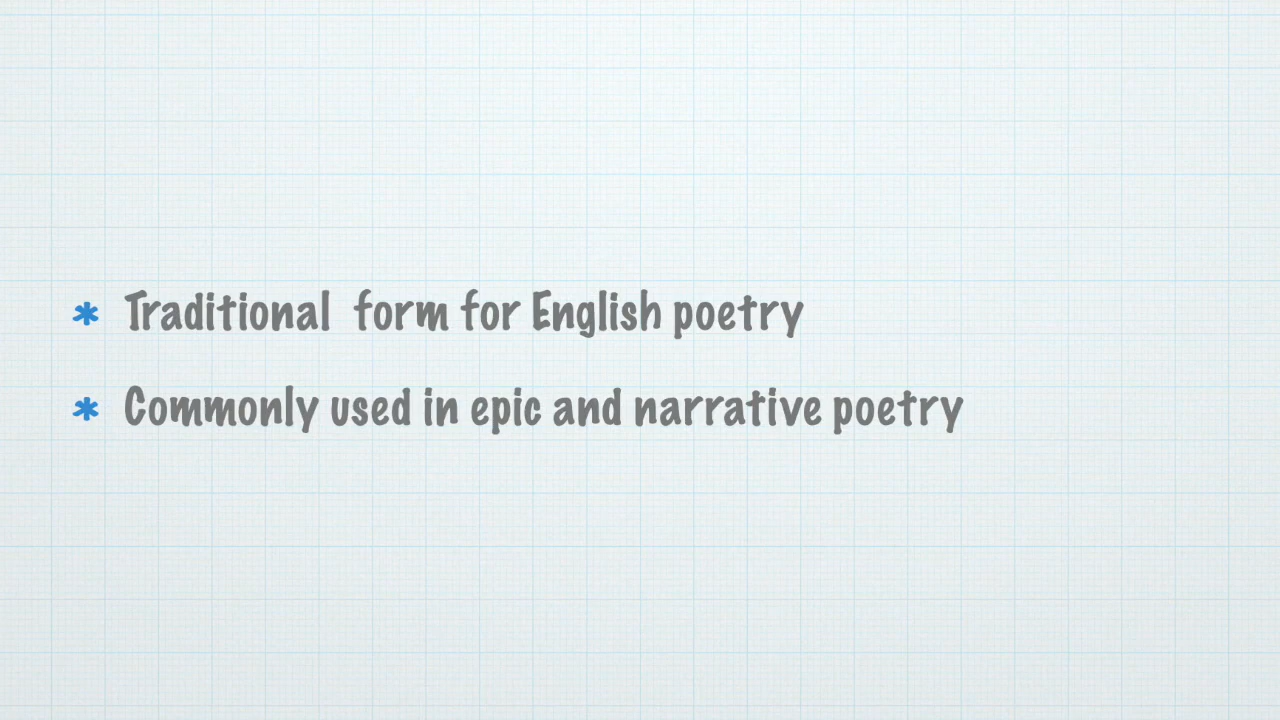 * Traditional  form for English poetry
* Commonly used in epic and narrative poetry